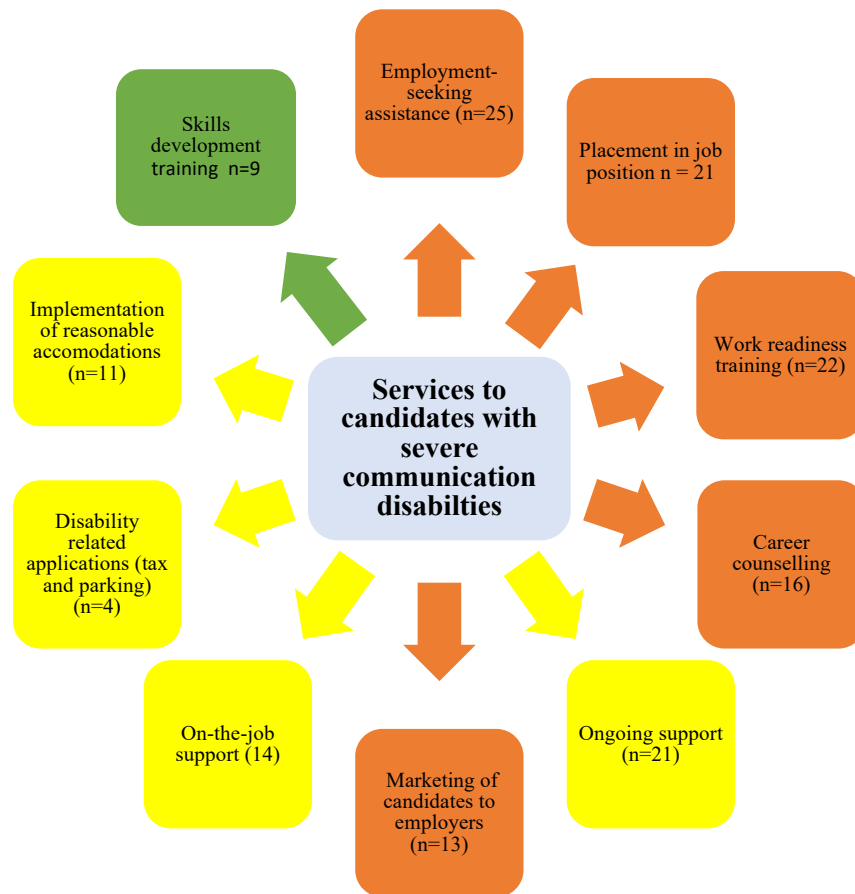 Employment-
seeking
assistance (n=25)
Skills
development
training n=9
Placement in job
position n = 21
Implementation
of reasonable
accomodations
(n=11)
Work readiness
training (n=22)
Services to
candidates with
severe
communication
disabilties
Disability
related
applications (tax
and parking)
(n=4)
Career
counselling
(n=16)
On-the-job
support (14)
Ongoing support
(n=21)
Marketing of
candidates to
employers
(n=13)